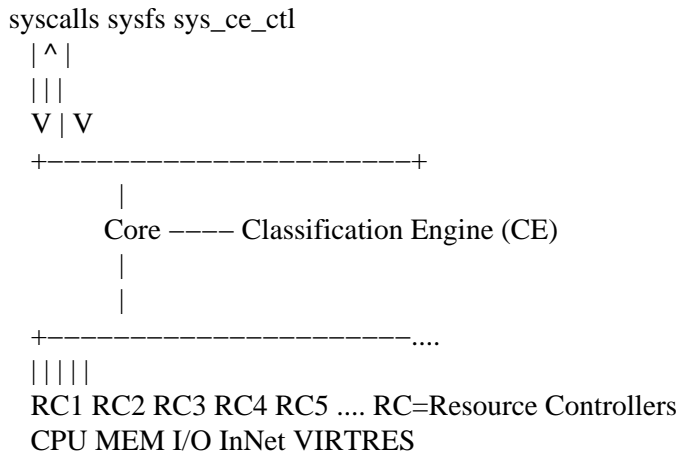 syscalls sysfs sys_ce_ctl
| ^ |
| | |
V | V
+−−−−−−−−−−−−−−−−−−−−−−+
|
Core −−−− Classification Engine (CE)
|
|
+−−−−−−−−−−−−−−−−−−−−−−....
| | | | |
RC1 RC2 RC3 RC4 RC5 .... RC=Resource Controllers
CPU MEM I/O InNet VIRTRES